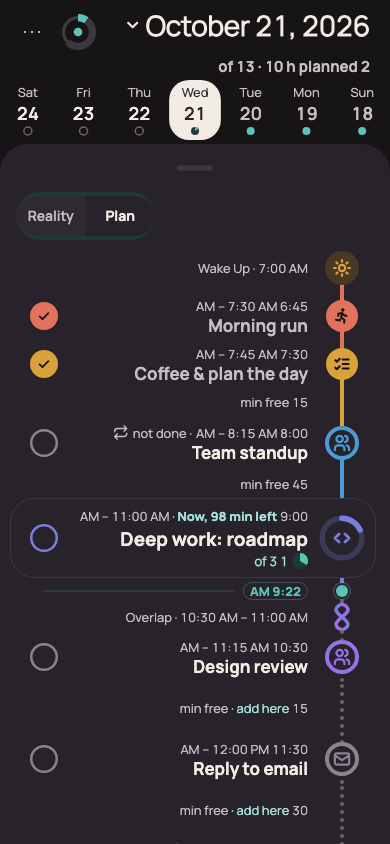 October 21, 2026
of 13 · 10 h planned 2
Sat Fri Thu Wed Tue Mon Sun
24 23 22 21 20 19 18
Reality Plan
Wake Up · 7:00 AM
AM – 7:30 AM 6:45
Morning run
AM – 7:45 AM 7:30
Coffee & plan the day
min free 15
not done · AM – 8:15 AM 8:00
Team standup
min free 45
AM – 11:00 AM · Now, 98 min left 9:00
Deep work: roadmap
of 3 1
AM 9:22
Overlap · 10:30 AM – 11:00 AM
AM – 11:15 AM 10:30
Design review
min free · add here 15
AM – 12:00 PM 11:30
Reply to email
min free · add here 30